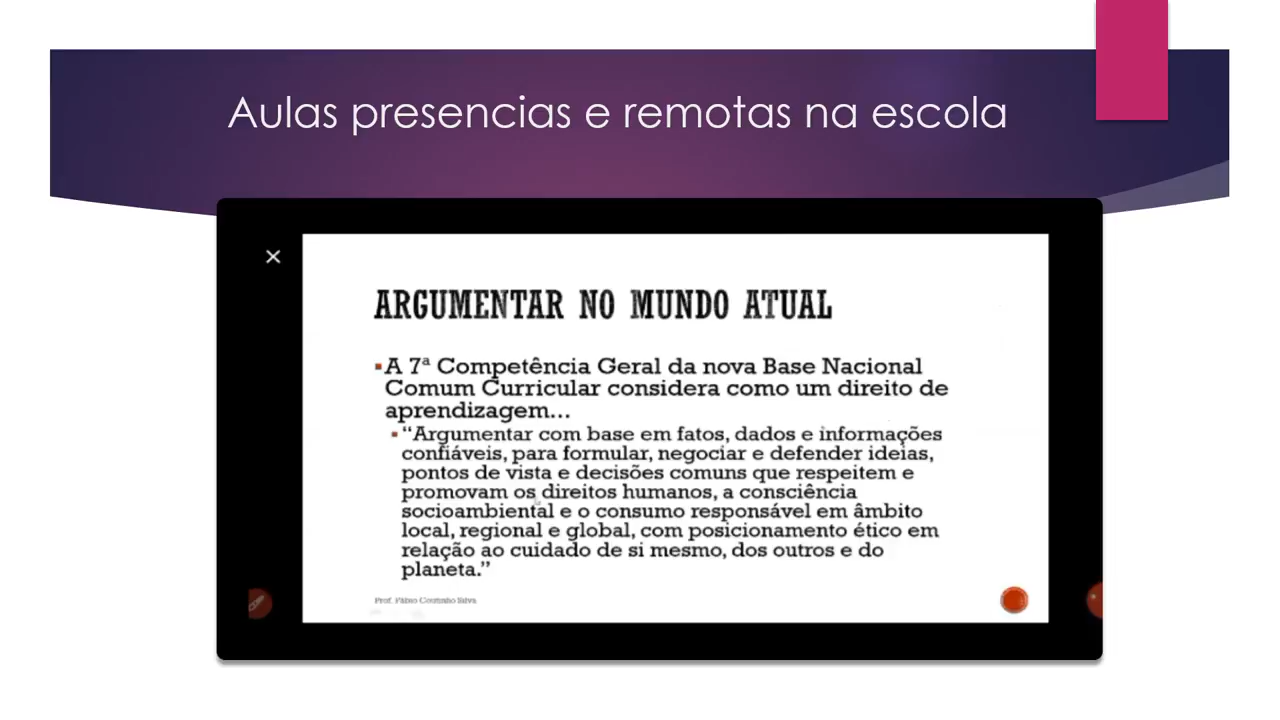 Aulas presencias e remotas na escola
ARGUMENTAR NO MUNDO ATUAL
A 7ª Competência Geral da nova Base Nacional
Comum Curricular considera como um direito de
aprendizagem...
“Argumentar com base em fatos, dados e informações
confiáveis, para formular, negociar e defender ideias,
pontos de vista e decisões comuns que respeitem e
promovam os direitos humanos, a consciência
socioambiental e o consumo responsável em âmbito
local, regional e global, com posicionamento ético em
relação ao cuidado de si mesmo, dos outros e do
planeta.”
Prof. Fábio Coutinho Silva